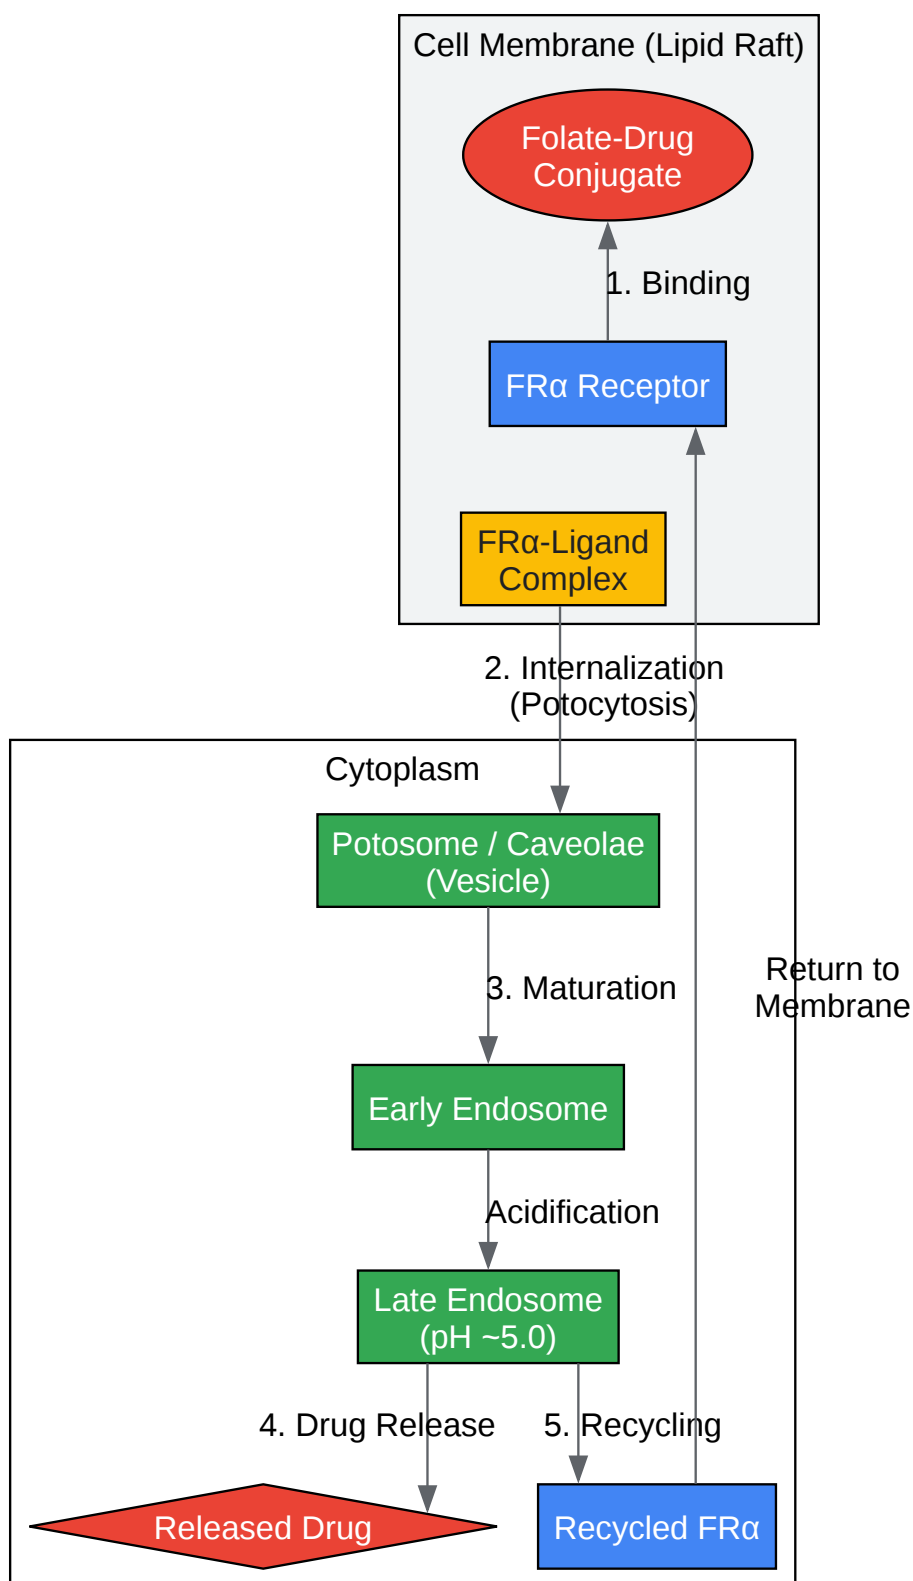 Cell Membrane (Lipid Raft)
Folate-Drug
Conjugate
1. Binding
FRα Receptor
FRα-Ligand
Complex
2. Internalization
(Potocytosis)
Cytoplasm
Potosome / Caveolae
(Vesicle)
Return to
Membrane
3. Maturation
Early Endosome
Acidification
Late Endosome
(pH ~5.0)
4. Drug Release
5. Recycling
Released Drug
Recycled FRα